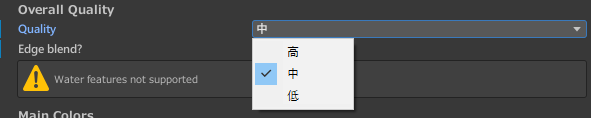 Overall Quality
Quality
中
Edge blend?
高
中
低
Water features not supported
Main Colors